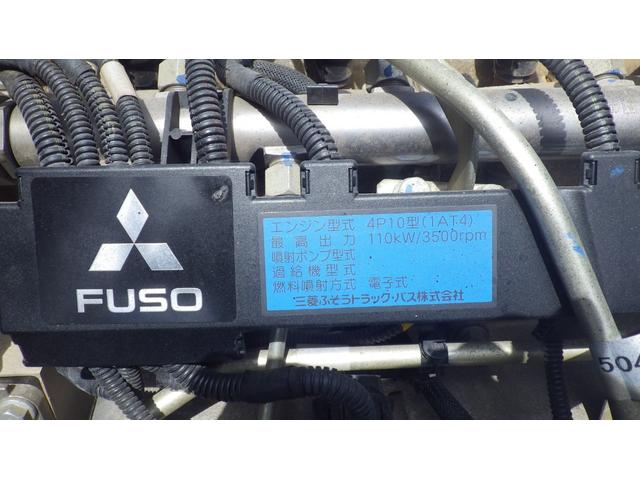 FUSO
エンジン型式 4P10型(1AT4)
最高出力 110kW/3500rpm
噴射ポンプ型式
過給機型式
燃料噴射方式 電子式
三菱ふそうトラック・バス株式会社
504